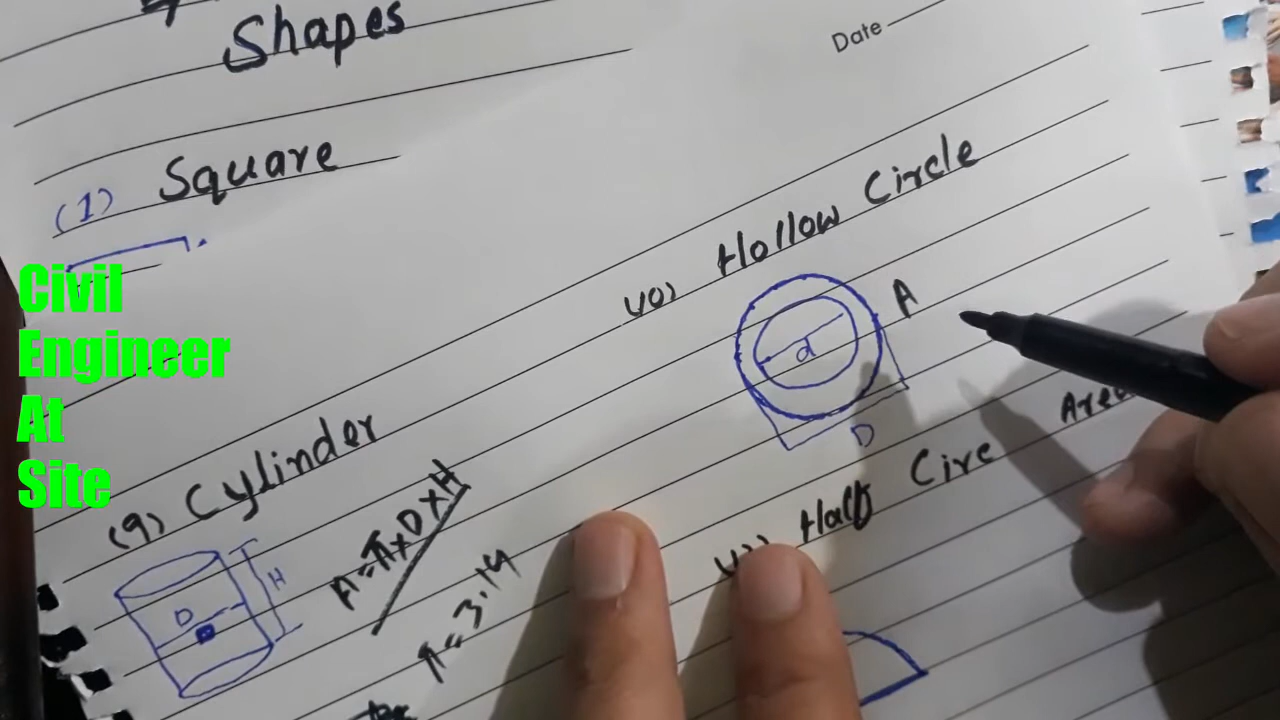 Shapes
Date
(1) Square
Civil
Engineer
At
Site
(10) Hollow Circle
A
d
D
(9) Cylinder
A=π×D×H
π=3.14
D
H
Half Circ Area